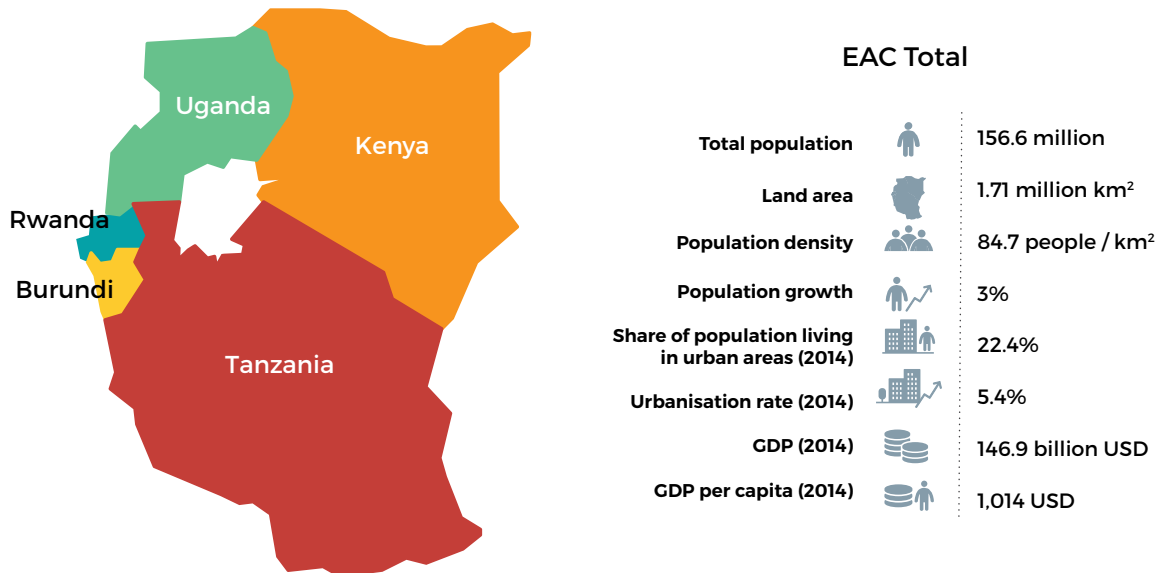 Uganda
Kenya
Rwanda
Burundi
Tanzania
EAC Total
Total population
156.6 million
Land area
1.71 million km²
Population density
84.7 people / km²
Population growth
3%
Share of population living
in urban areas (2014)
22.4%
Urbanisation rate (2014)
5.4%
GDP (2014)
146.9 billion USD
GDP per capita (2014)
1,014 USD